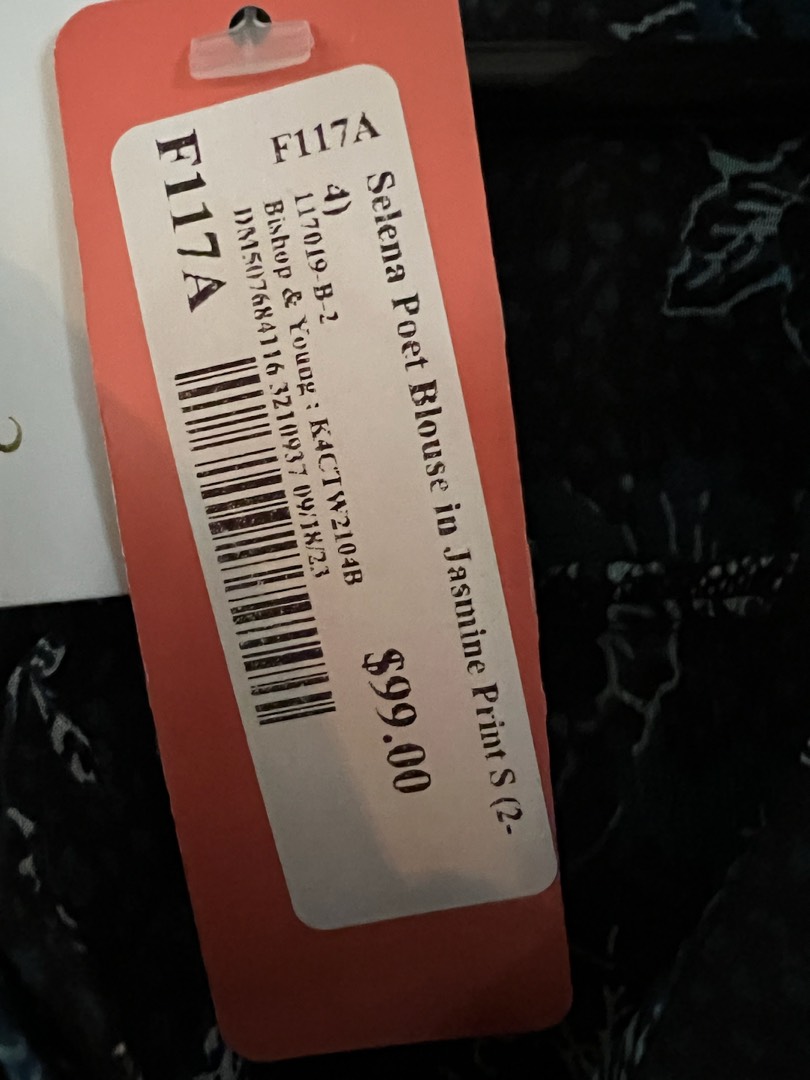 F117A
Selena Poet Blouse in Jasmine Print S (2-
4)
117019-B-2
Bishop & Young : K4CTW2104B
DM507684116 3210937 09/18/23
$99.00
F117A